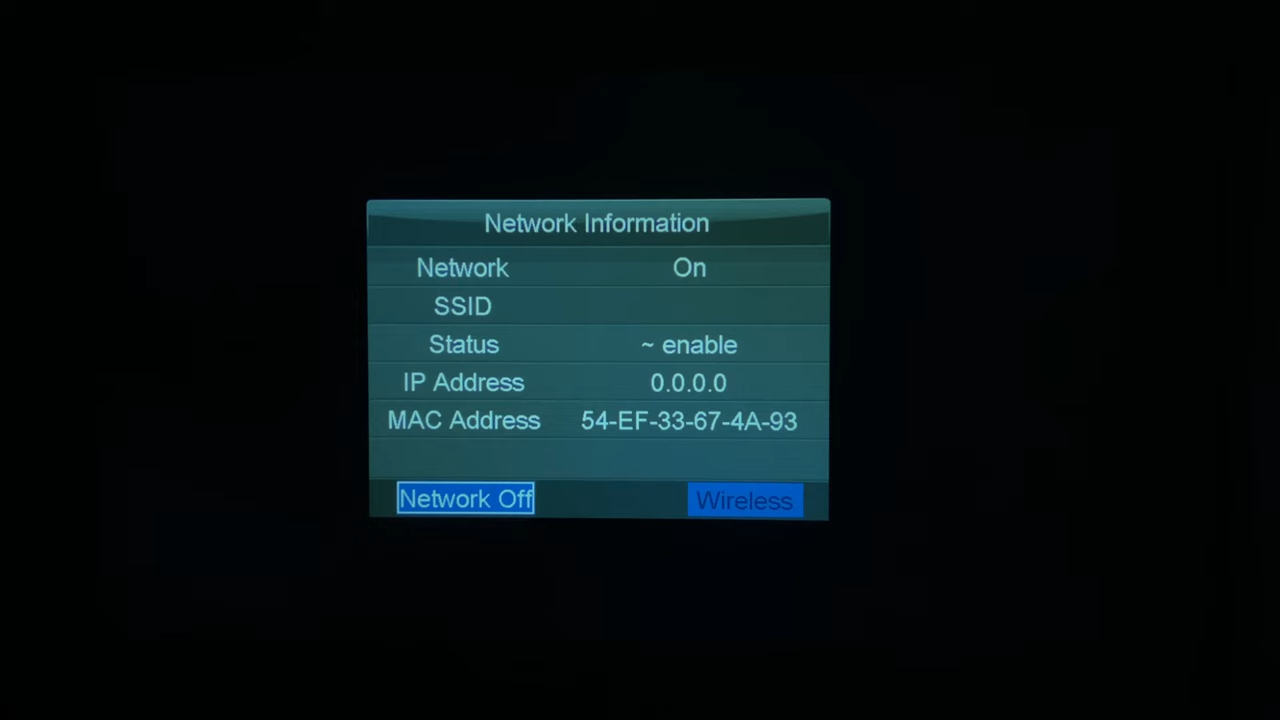 Network Information
Network On
SSID
Status ~ enable
IP Address 0.0.0.0
MAC Address 54-EF-33-67-4A-93
Network Off Wireless